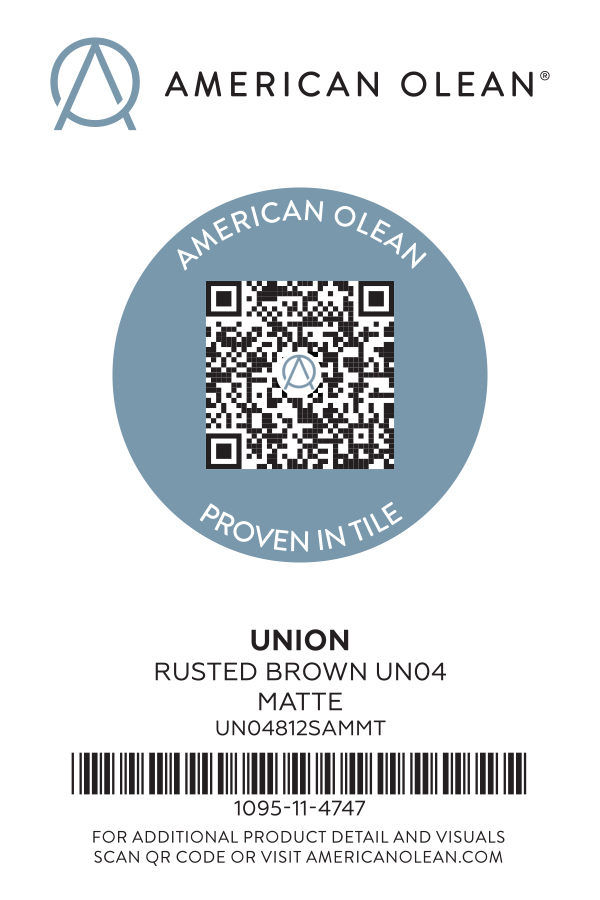 AMERICAN OLEAN®
AMERICAN OLEAN
PROVEN IN TILE
UNION
RUSTED BROWN UN04
MATTE
UN04812SAMMT
1095-11-4747
FOR ADDITIONAL PRODUCT DETAIL AND VISUALS
SCAN QR CODE OR VISIT AMERICANOLEAN.COM